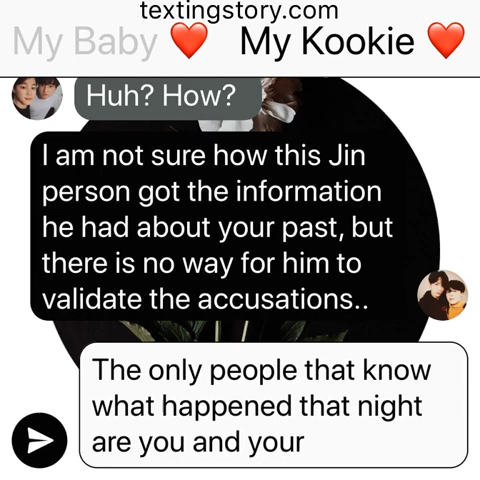 textingstory.com
My Baby ❤️ My Kookie ❤️
Huh? How?
I am not sure how this Jin
person got the information
he had about your past, but
there is no way for him to
validate the accusations..
The only people that know
what happened that night
are you and your